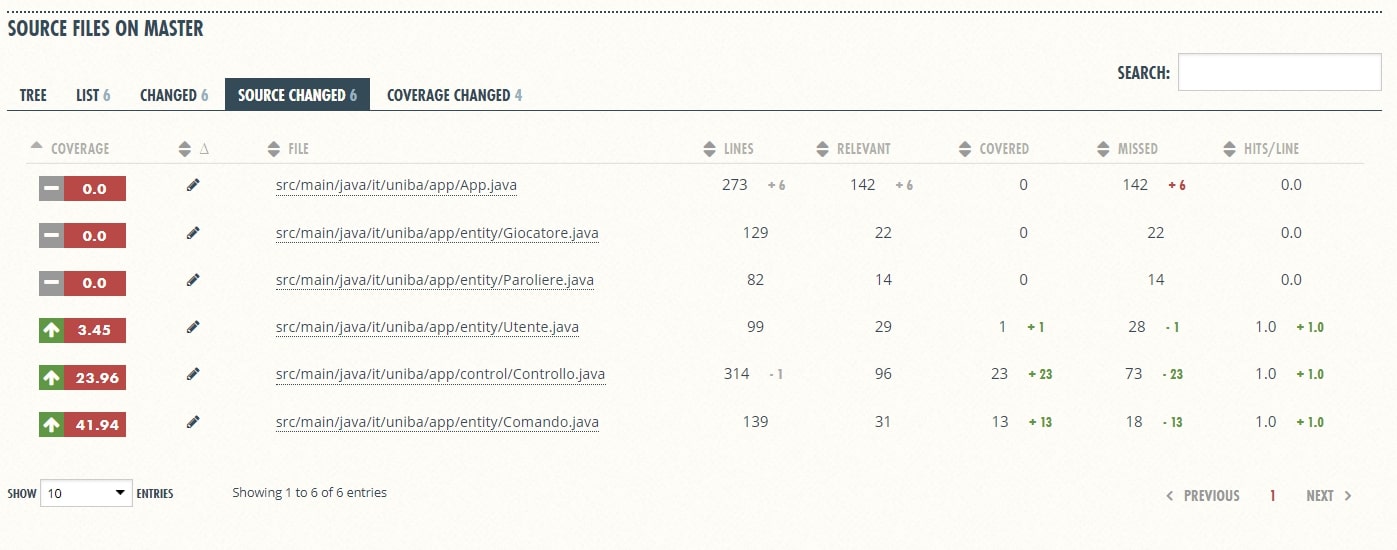 SOURCE FILES ON MASTER
SEARCH:
TREE LIST 6 CHANGED 6 SOURCE CHANGED 6 COVERAGE CHANGED 4
COVERAGE Δ FILE LINES RELEVANT COVERED MISSED HITS/LINE
0.0 src/main/java/it/uniba/app/App.java 273 + 6 142 + 6 0 142 + 6 0.0
0.0 src/main/java/it/uniba/app/entity/Giocatore.java 129 22 0 22 0.0
0.0 src/main/java/it/uniba/app/entity/Paroliere.java 82 14 0 14 0.0
3.45 src/main/java/it/uniba/app/entity/Utente.java 99 29 1 + 1 28 - 1 1.0 + 1.0
23.96 src/main/java/it/uniba/app/control/Controllo.java 314 - 1 96 23 + 23 73 - 23 1.0 + 1.0
41.94 src/main/java/it/uniba/app/entity/Comando.java 139 31 13 + 13 18 - 13 1.0 + 1.0
SHOW 10 ENTRIES Showing 1 to 6 of 6 entries PREVIOUS 1 NEXT